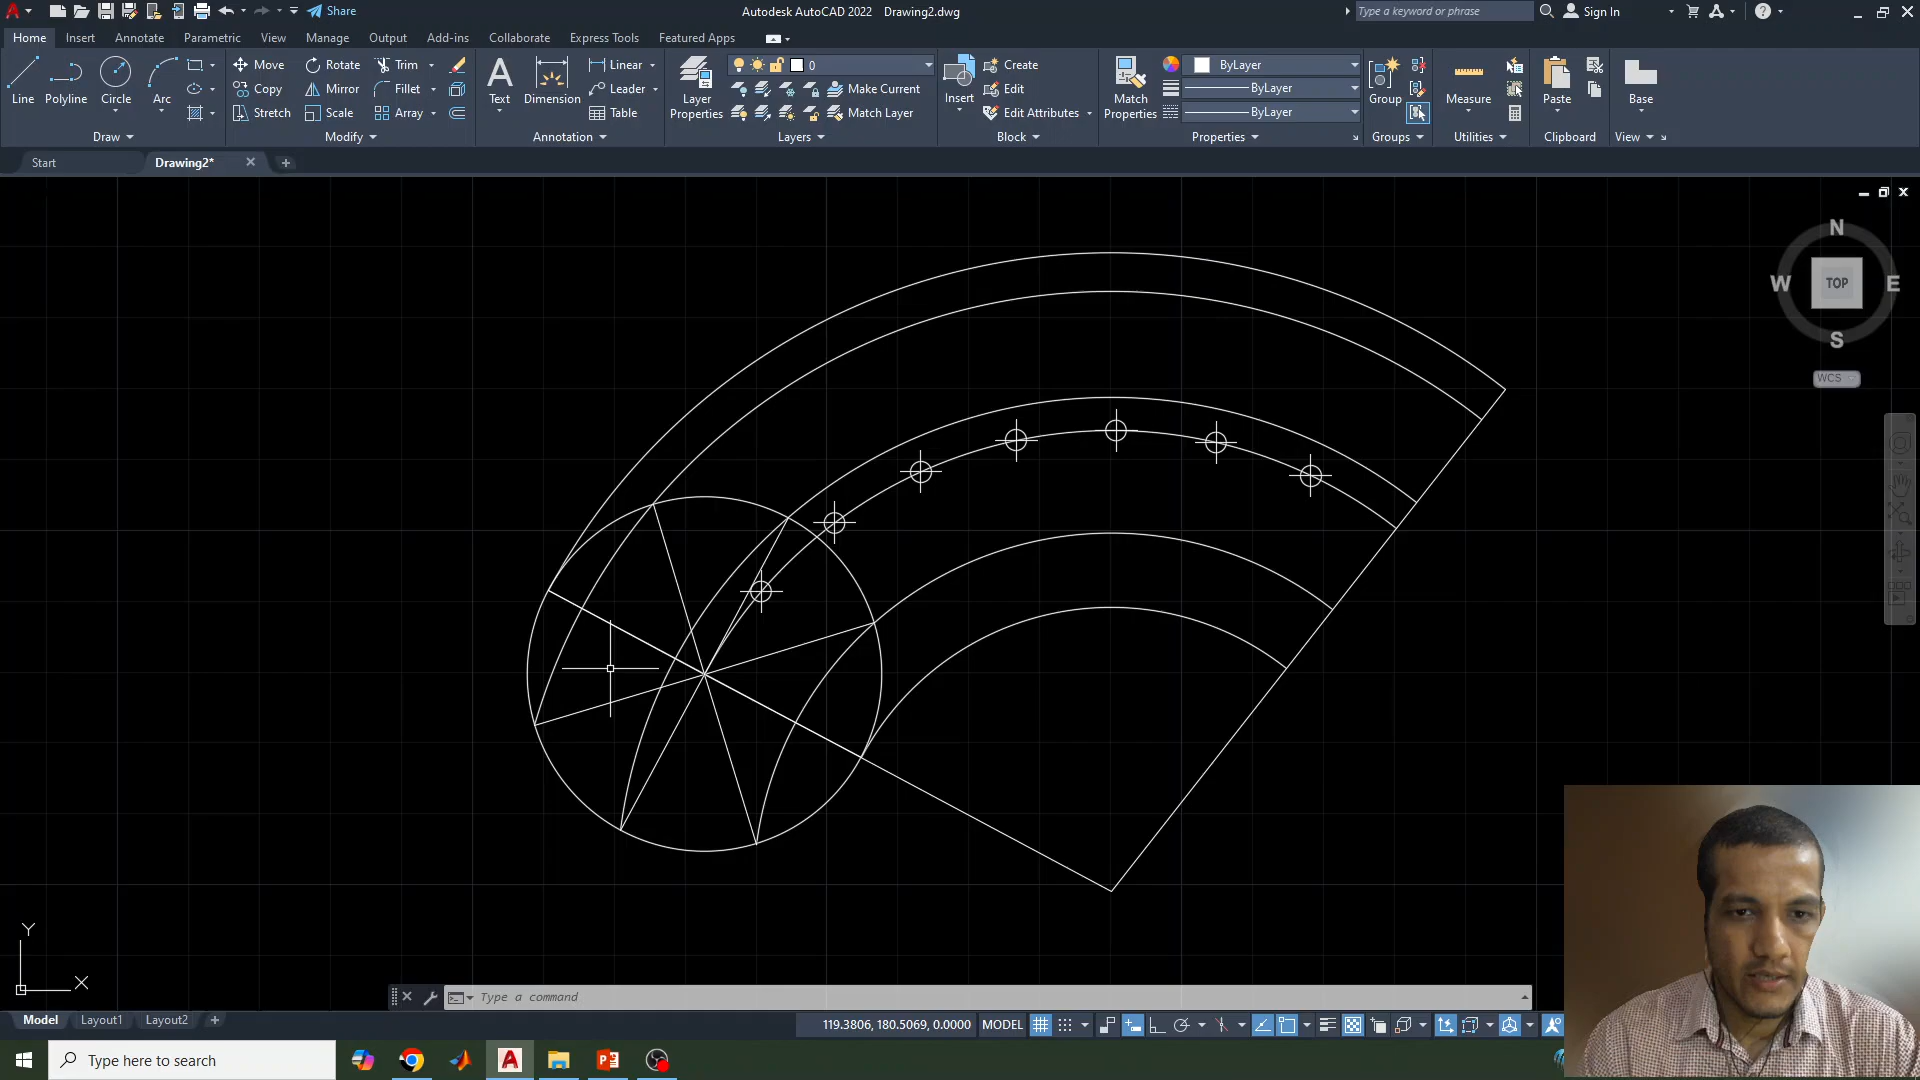 Share
Autodesk AutoCAD 2022 Drawing2.dwg
Type a keyword or phrase
Sign In
Home Insert Annotate Parametric View Manage Output Add-ins Collaborate Express Tools Featured Apps
Line Polyline Circle Arc
Draw
Move Rotate Trim
Copy Mirror Fillet
Stretch Scale Array
Modify
Text Dimension
Linear
Leader
Table
Annotation
Layer Properties
0
Make Current
Match Layer
Layers
Insert
Create
Edit
Edit Attributes
Block
Match Properties
ByLayer
ByLayer
ByLayer
Properties
Group
Groups
Measure
Utilities
Paste
Clipboard
Base
View
Start Drawing2*
N
W TOP E
S
WCS
Y
X
Type a command
Model Layout1 Layout2
119.3806, 180.5069, 0.0000 MODEL
Type here to search